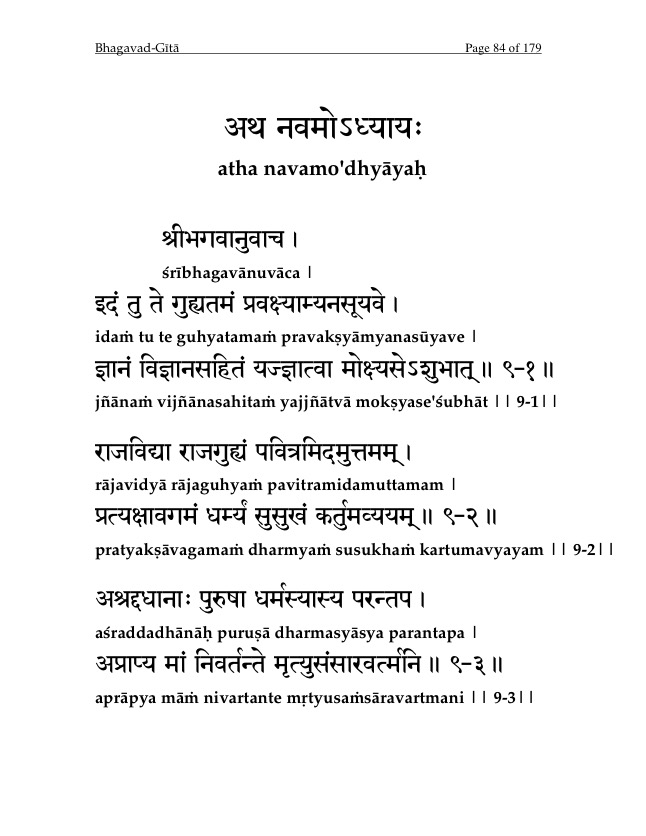 Bhagavad-Gītā Page 84 of 179
अथ नवमोऽध्यायः
atha navamo'dhyāyaḥ
श्रीभगवानुवाच ।
śrībhagavānuvāca |
इदं तु ते गुह्यतमं प्रवक्ष्याम्यनसूयवे ।
idaṁ tu te guhyatamaṁ pravakṣyāmyanasūyave |
ज्ञानं विज्ञानसहितं यज्ज्ञात्वा मोक्ष्यसेऽशुभात् ॥ ९-१ ॥
jñānaṁ vijñānasahitaṁ yajjñātvā mokṣyase'śubhāt || 9-1||
राजविद्या राजगुह्यं पवित्रमिदमुत्तमम् ।
rājavidyā rājaguhyaṁ pavitramidamuttamam |
प्रत्यक्षावगमं धर्म्यं सुसुखं कर्तुमव्ययम् ॥ ९-२ ॥
pratyakṣāvagamaṁ dharmyaṁ susukhaṁ kartumavyayam || 9-2||
अश्रद्दधानाः पुरुषा धर्मस्यास्य परन्तप ।
aśraddadhānāḥ puruṣā dharmasyāsya parantapa |
अप्राप्य मां निवर्तन्ते मृत्युसंसारवर्त्मनि ॥ ९-३ ॥
aprāpya māṁ nivartante mṛtyusaṁsāravartmani || 9-3||